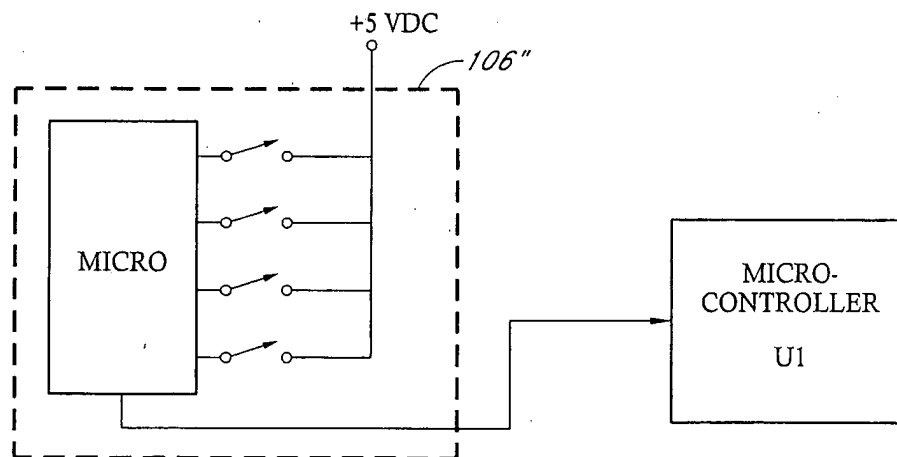 +5 VDC
106"
MICRO
MICRO-
CONTROLLER
U1